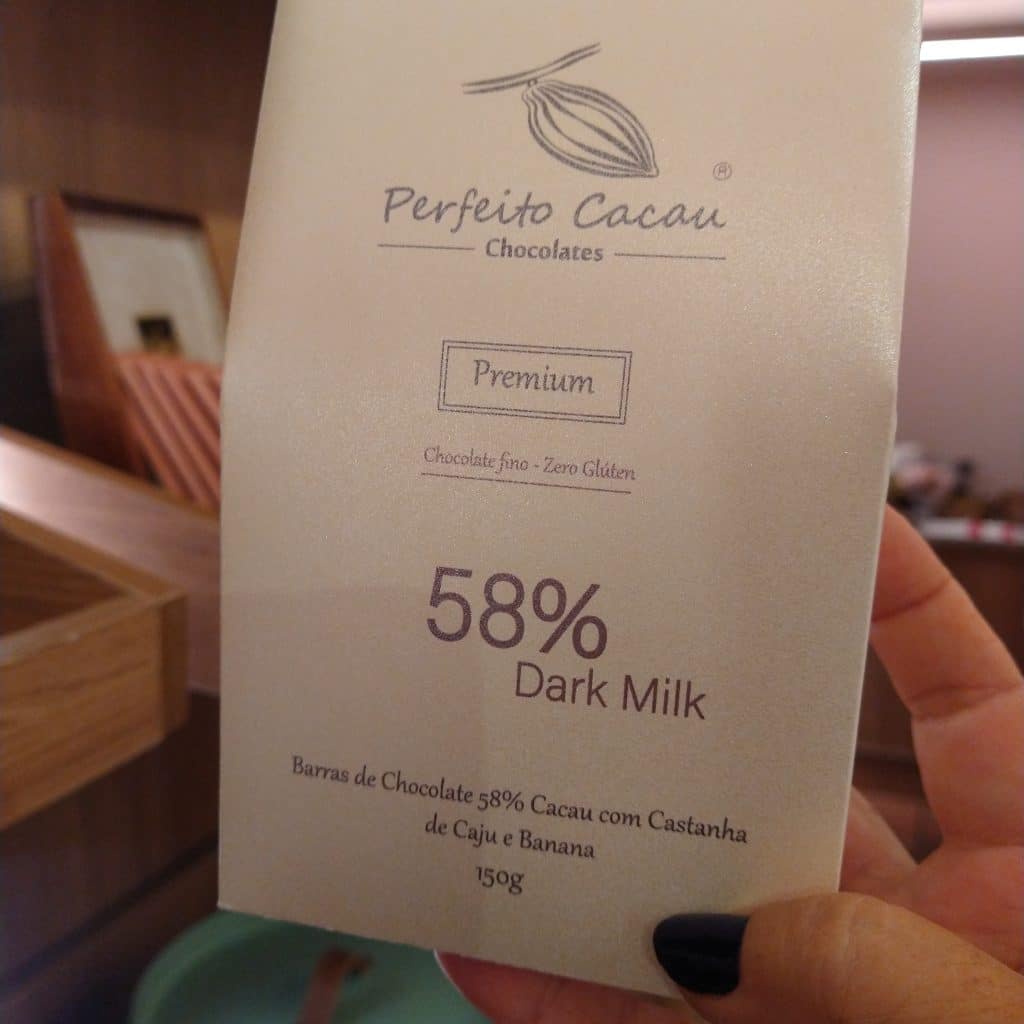 ®
Perfeito Cacau
Chocolates
Premium
Chocolate fino - Zero Glúten
58%
Dark Milk
Barras de Chocolate 58% Cacau com Castanha
de Caju e Banana
150g